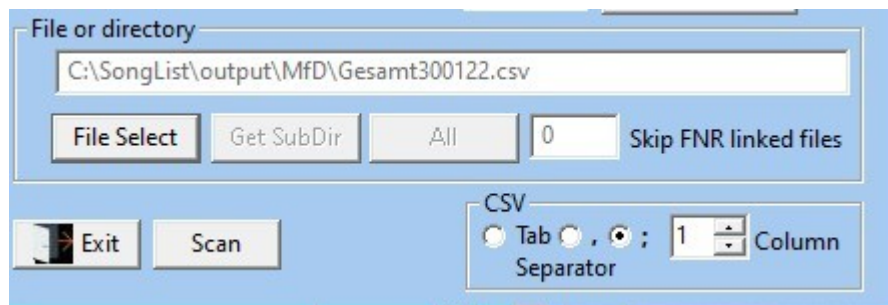 File or directory
C:\SongList\output\MfD\Gesamt300122.csv
File Select Get SubDir All 0 Skip FNR linked files
CSV
Exit Scan Tab , ; 1 Column
Separator